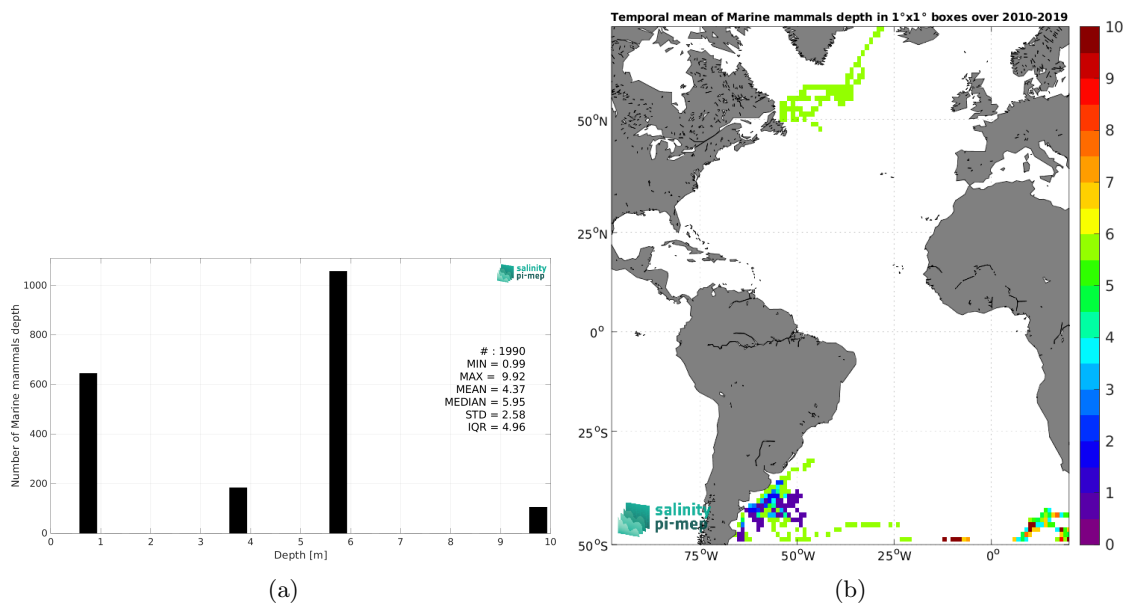 salinity
pi-mep
1000
800
600
400
200
0
Number of Marine mammals depth
# : 1990
MIN = 0.99
MAX = 9.92
MEAN = 4.37
MEDIAN = 5.95
STD = 2.58
IQR = 4.96
0 1 2 3 4 5 6 7 8 9 10
Depth [m]
(a)
Temporal mean of Marine mammals depth in 1°x1° boxes over 2010-2019
50°N
25°N
0°
25°S
50°S
75°W 50°W 25°W 0°
salinity
pi-mep
10
9
8
7
6
5
4
3
2
1
0
(b)